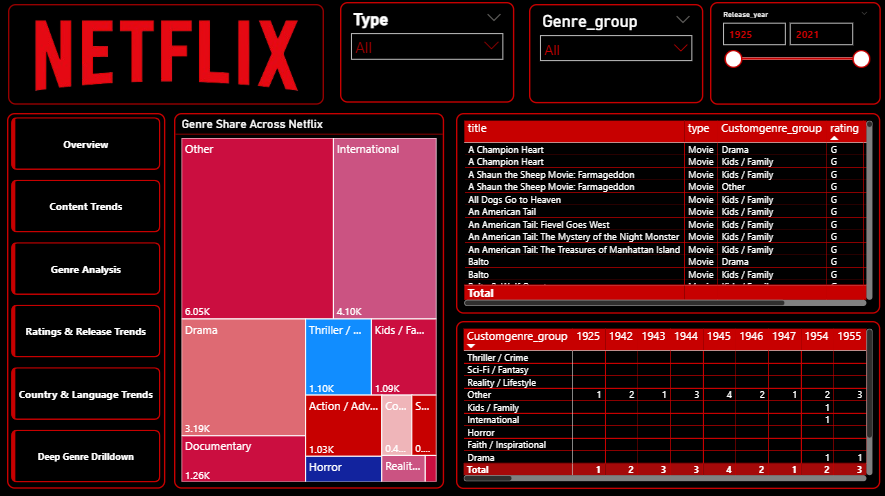 NETFLIX
Type
All
Genre_group
All
Release_year
1925 2021
Overview
Content Trends
Genre Analysis
Ratings & Release Trends
Country & Language Trends
Deep Genre Drilldown
Genre Share Across Netflix
Other
6.05K
International
4.10K
Drama
3.19K
Documentary
1.26K
Thriller / ...
1.10K
Kids / Fa...
1.09K
Action / Adv...
1.03K
Co...
0.4...
S...
0....
Horror
Realit...
title type Customgenre_group rating
A Champion Heart Movie Drama G
A Champion Heart Movie Kids / Family G
A Shaun the Sheep Movie: Farmageddon Movie Kids / Family G
A Shaun the Sheep Movie: Farmageddon Movie Other G
All Dogs Go to Heaven Movie Kids / Family G
An American Tail Movie Kids / Family G
An American Tail: Fievel Goes West Movie Kids / Family G
An American Tail: The Mystery of the Night Monster Movie Kids / Family G
An American Tail: The Treasures of Manhattan Island Movie Kids / Family G
Balto Movie Drama G
Balto Movie Kids / Family G
Total
Customgenre_group 1925 1942 1943 1944 1945 1946 1947 1954 1955
Thriller / Crime
Sci-Fi / Fantasy
Reality / Lifestyle
Other 1 2 1 3 4 2 1 2 3
Kids / Family 1
International 1
Horror
Faith / Inspirational
Drama 1 1
Total 1 2 3 3 4 2 1 2 3